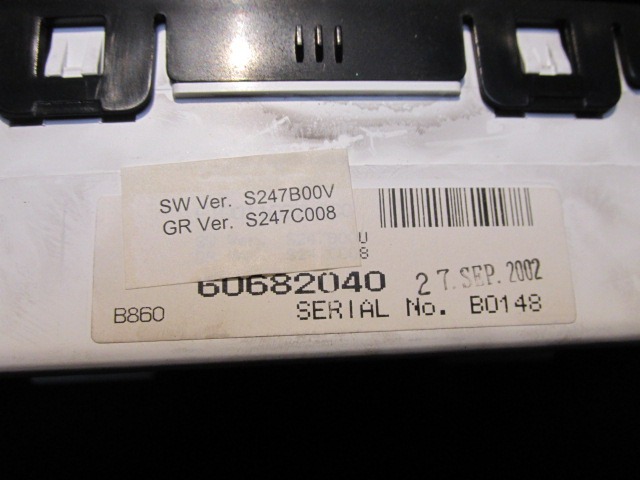 SW Ver. S247B00V
GR Ver. S247C008
60682040 27. SEP. 2002
B860 SERIAL No. B0148